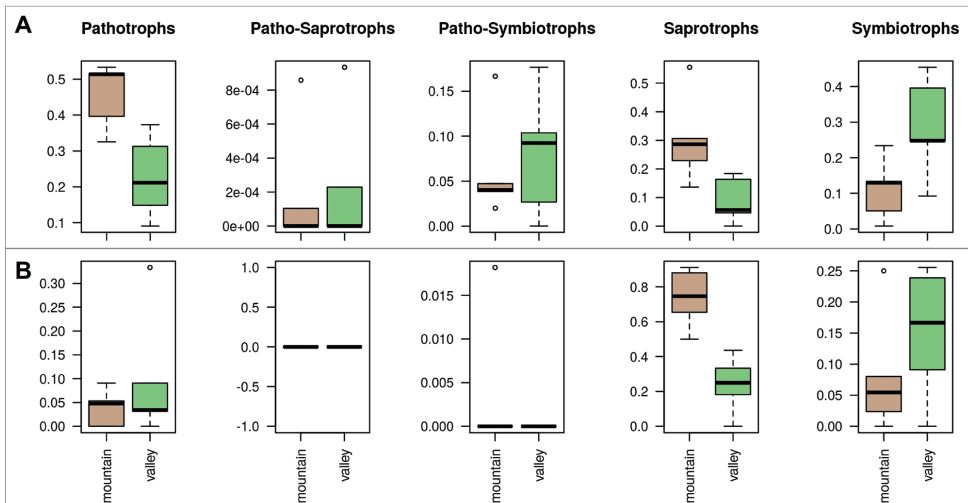 A
Pathotrophs
Patho-Saprotrophs
Patho-Symbiotrophs
Saprotrophs
Symbiotrophs
0.5
0.4
0.3
0.2
0.1
8e-04
6e-04
4e-04
2e-04
0e+00
0.15
0.10
0.05
0.00
0.5
0.4
0.3
0.2
0.1
0.0
0.4
0.3
0.2
0.1
0.0
B
0.30
0.25
0.20
0.15
0.10
0.05
0.00
1.0
0.5
0.0
-0.5
-1.0
0.015
0.010
0.005
0.000
0.8
0.6
0.4
0.2
0.0
0.25
0.20
0.15
0.10
0.05
0.00
mountain
valley
mountain
valley
mountain
valley
mountain
valley
mountain
valley